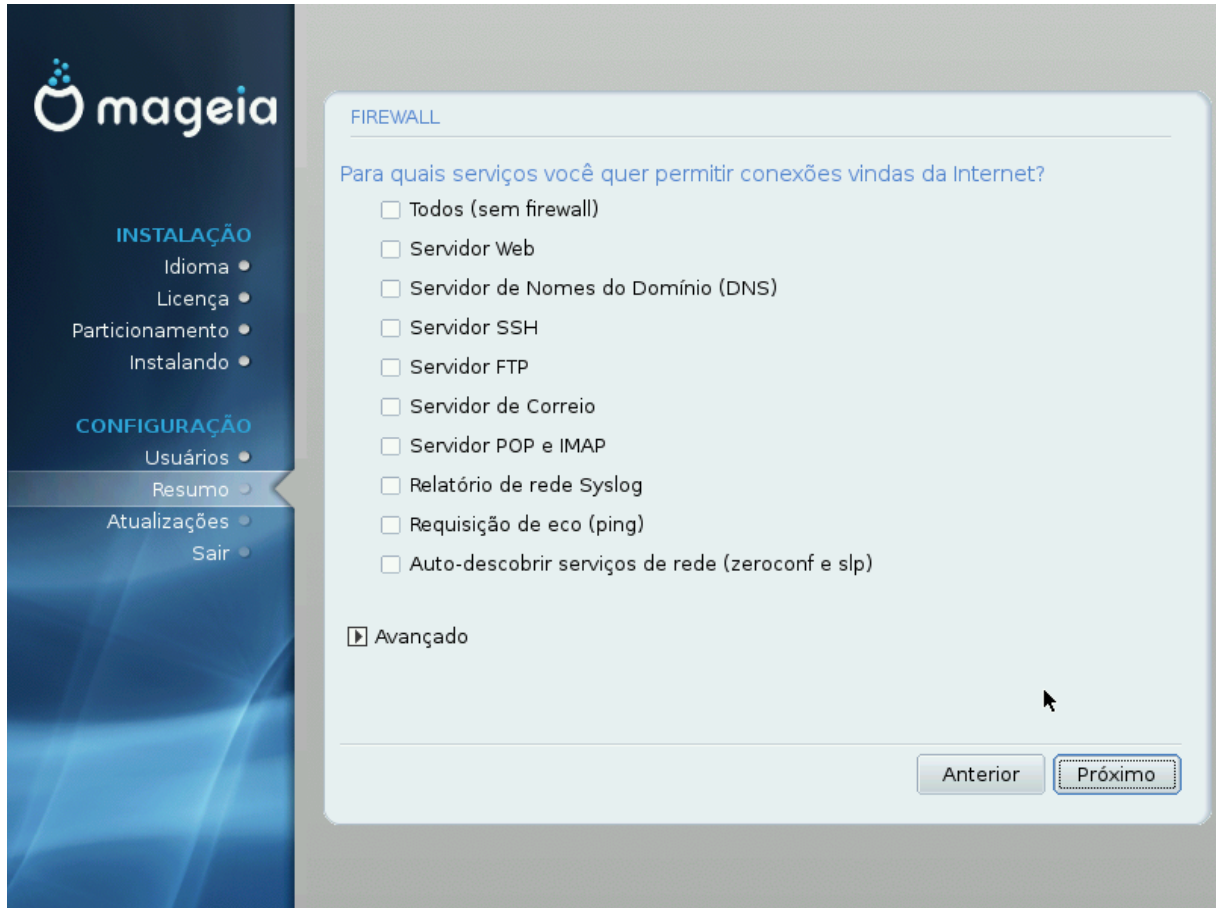 mageia
INSTALAÇÃO
Idioma
Licença
Particionamento
Instalando
CONFIGURAÇÃO
Usuários
Resumo
Atualizações
Sair
FIREWALL
Para quais serviços você quer permitir conexões vindas da Internet?
Todos (sem firewall)
Servidor Web
Servidor de Nomes do Domínio (DNS)
Servidor SSH
Servidor FTP
Servidor de Correio
Servidor POP e IMAP
Relatório de rede Syslog
Requisição de eco (ping)
Auto-descobrir serviços de rede (zeroconf e slp)
Avançado
Anterior
Próximo